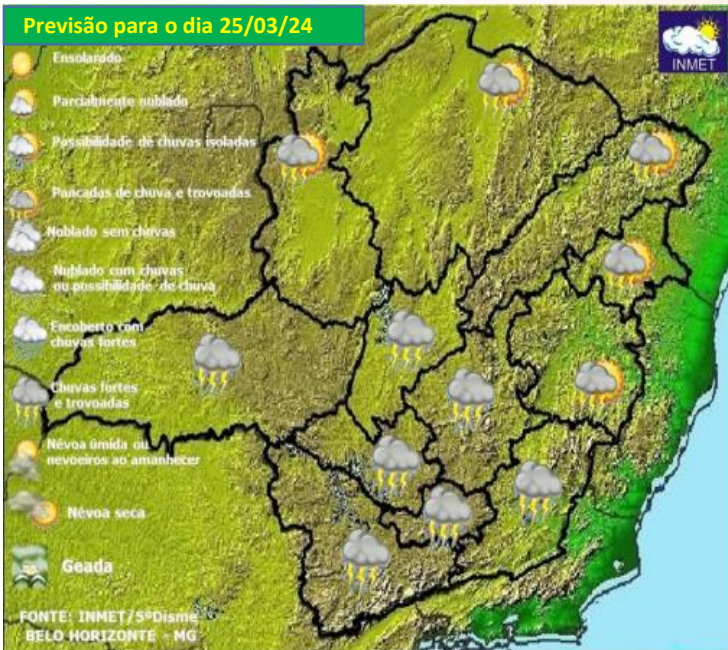 Previsão para o dia 25/03/24
INMET
Ensolarado
Parcialmente nublado
Possibilidade de chuvas isoladas
Pancadas de chuva e trovoadas
Noblado sem chuvas
Nublado com chuvas
ou possibilidade de chuva
Encoberto com
chuvas fortes
Chuvas fortes
e trovoadas
Névoa úmida ou
nevoeiros ao amanhecer
Névoa seca
Geada
FONTE: INMET/5ºDisme
BELO HORIZONTE - MG